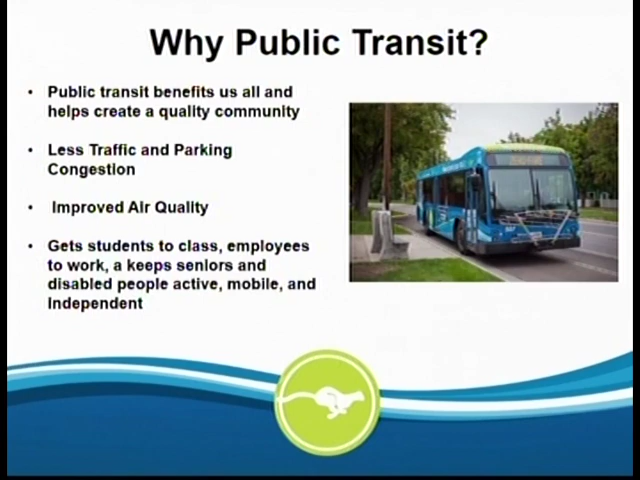 Why Public Transit?
• Public transit benefits us all and
helps create a quality community
• Less Traffic and Parking
Congestion
• Improved Air Quality
• Gets students to class, employees
to work, a keeps seniors and
disabled people active, mobile, and
independent